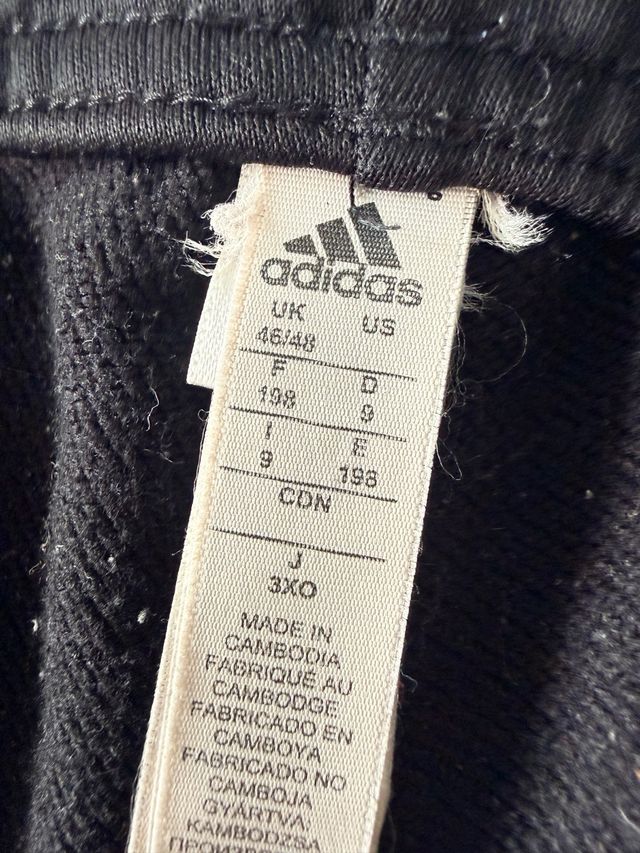 adidas
UK US
46/48
F D
198 9
I E
9 198
CDN
J
3XO
MADE IN
CAMBODIA
FABRIQUÉ AU
CAMBODGE
FABRICADO EN
CAMBOYA
FABRICADO NO
CAMBOJA
GYÁRTVA
KAMBODZSA